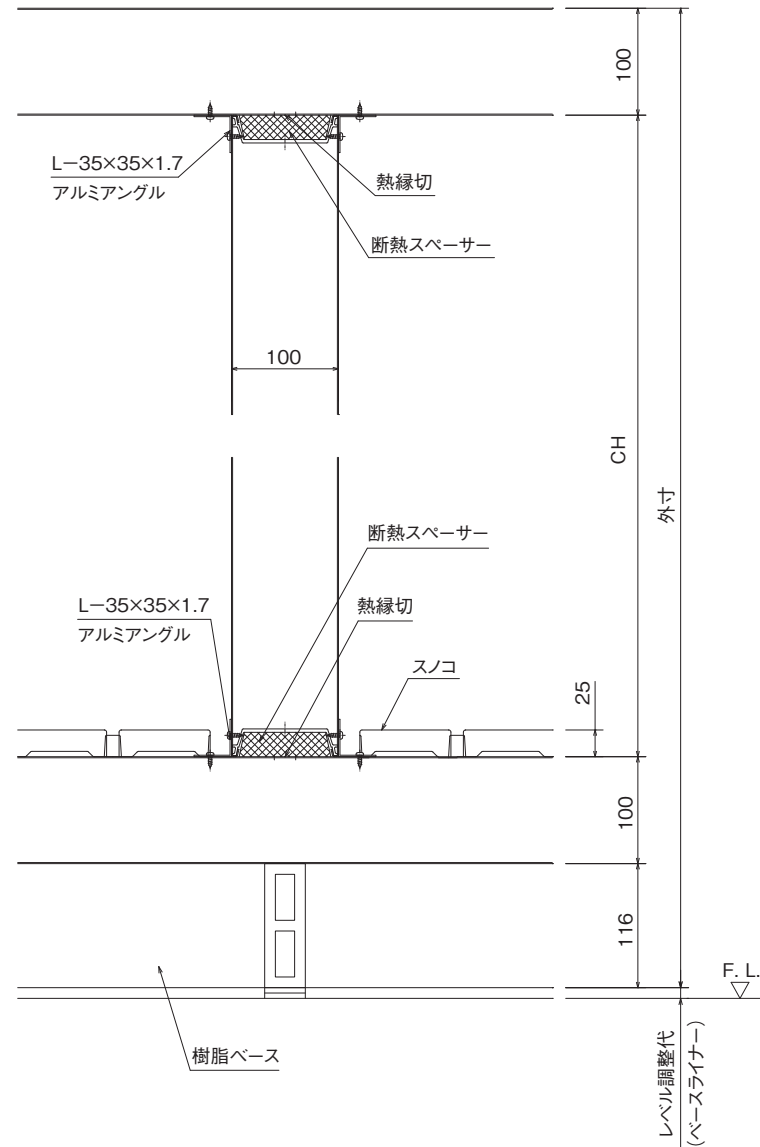 100
L−35×35×1.7
アルミアングル
熱縁切
断熱スペーサー
100
CH
外寸
断熱スペーサー
L−35×35×1.7
アルミアングル
熱縁切
スノコ
25
100
116
F. L.
樹脂ベース
レベル調整代
(ベースライナー)